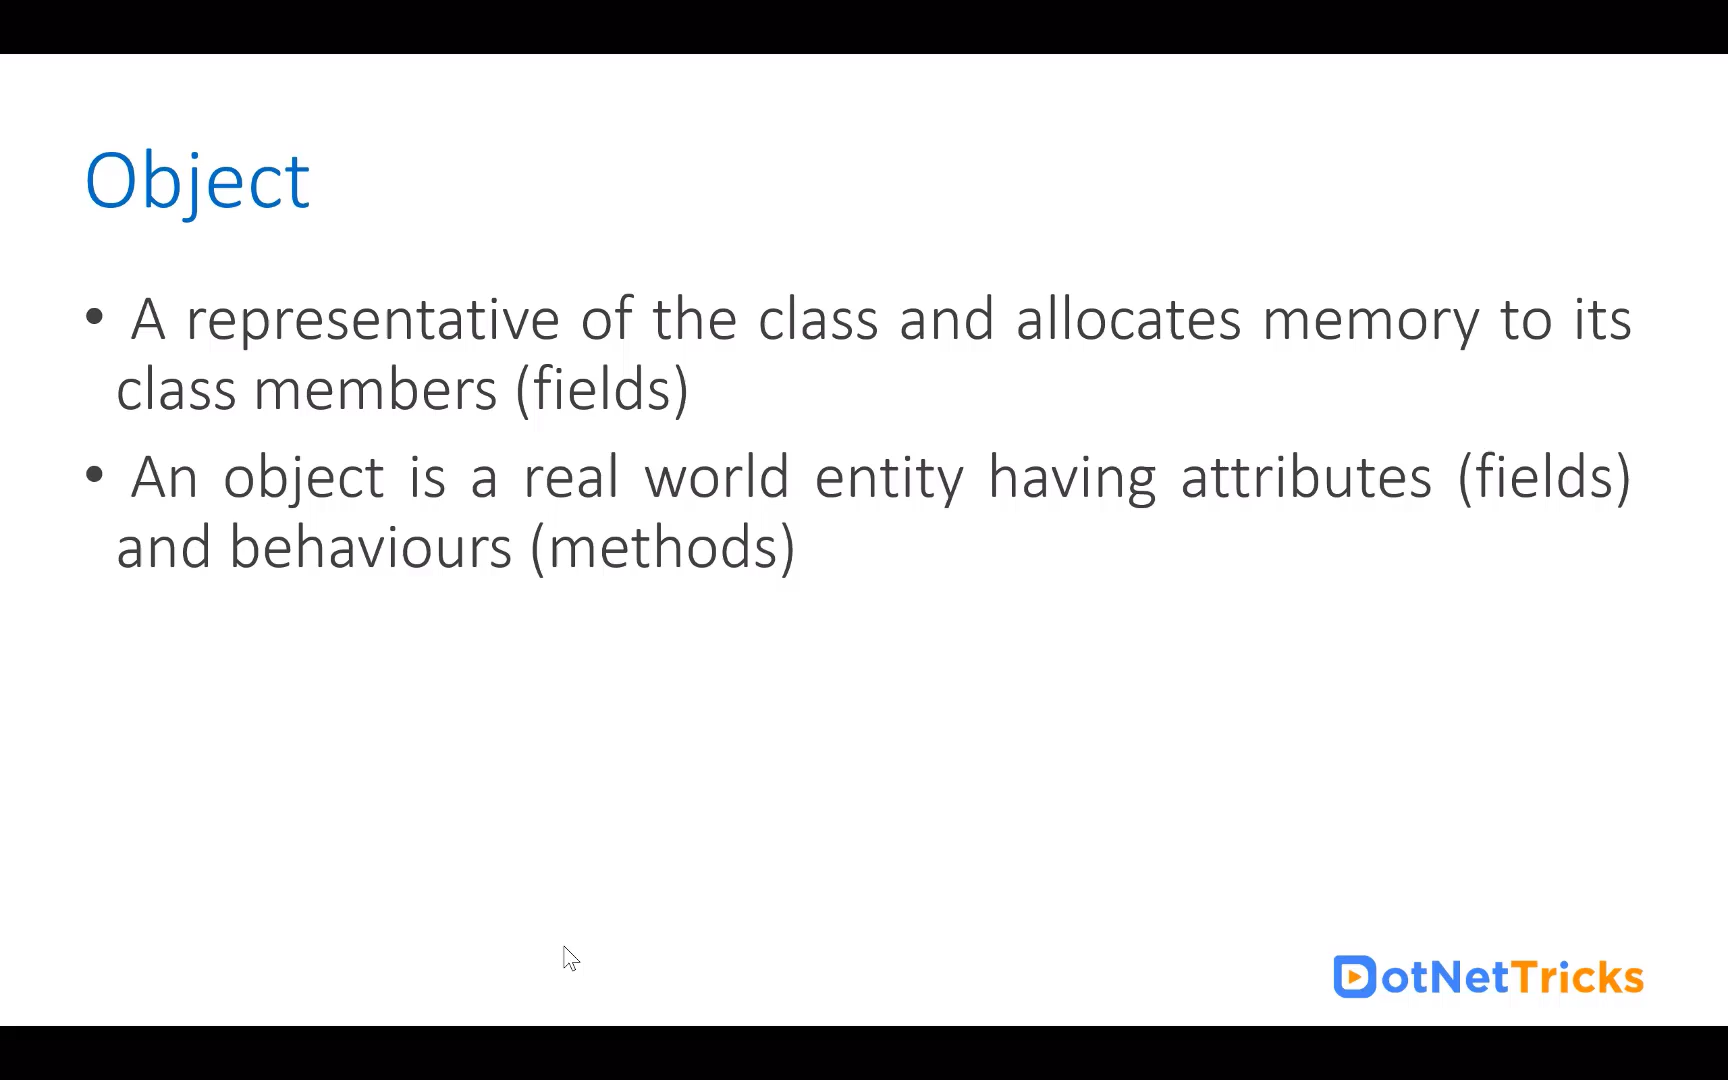 Object
• A representative of the class and allocates memory to its
class members (fields)
• An object is a real world entity having attributes (fields)
and behaviours (methods)
DotNetTricks